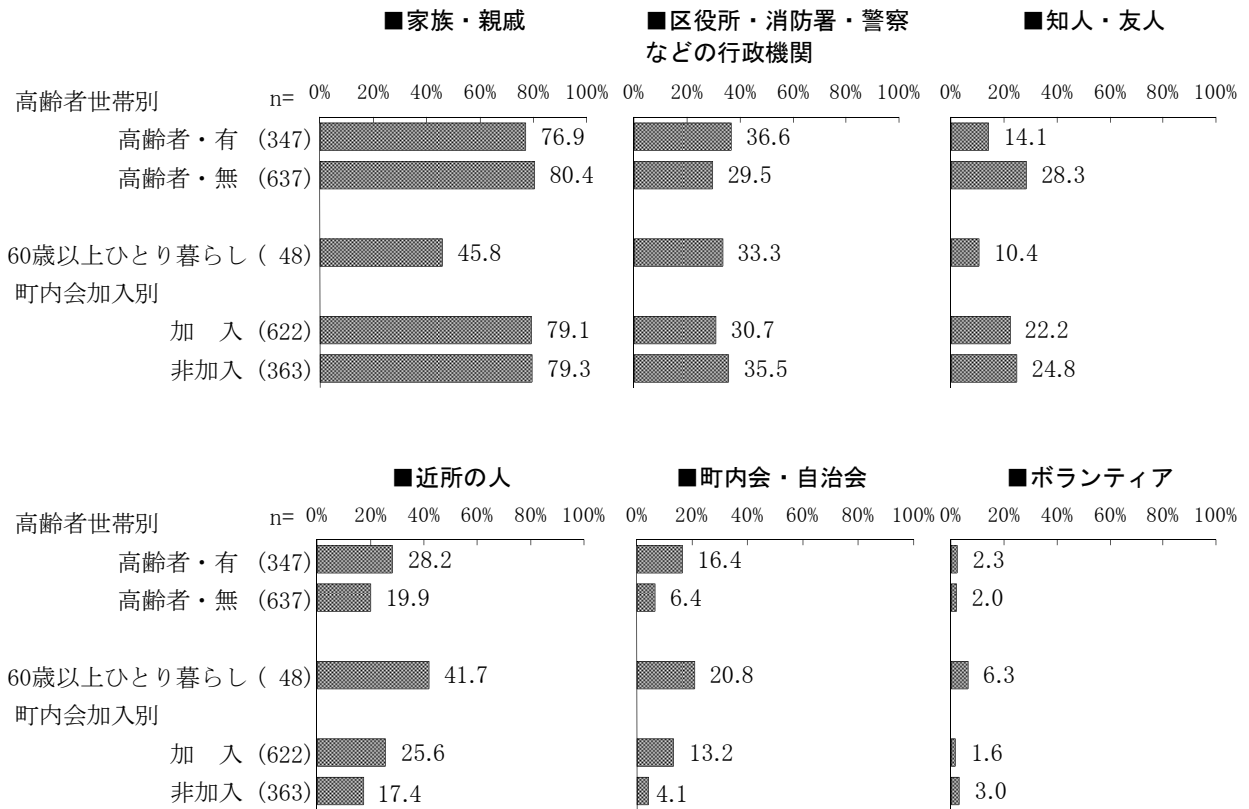 ■家族・親戚 ■区役所・消防署・警察 ■知人・友人
などの行政機関
高齢者世帯別 n= 0% 20% 40% 60% 80% 100% 0% 20% 40% 60% 80% 100% 0% 20% 40% 60% 80% 100%
高齢者・有 (347) 76.9 36.6 14.1
高齢者・無 (637) 80.4 29.5 28.3
60歳以上ひとり暮らし ( 48) 45.8 33.3 10.4
町内会加入別
加　入 (622) 79.1 30.7 22.2
非加入 (363) 79.3 35.5 24.8
■近所の人 ■町内会・自治会 ■ボランティア
高齢者世帯別 n= 0% 20% 40% 60% 80% 100% 0% 20% 40% 60% 80% 100% 0% 20% 40% 60% 80% 100%
高齢者・有 (347) 28.2 16.4 2.3
高齢者・無 (637) 19.9 6.4 2.0
60歳以上ひとり暮らし ( 48) 41.7 20.8 6.3
町内会加入別
加　入 (622) 25.6 13.2 1.6
非加入 (363) 17.4 4.1 3.0